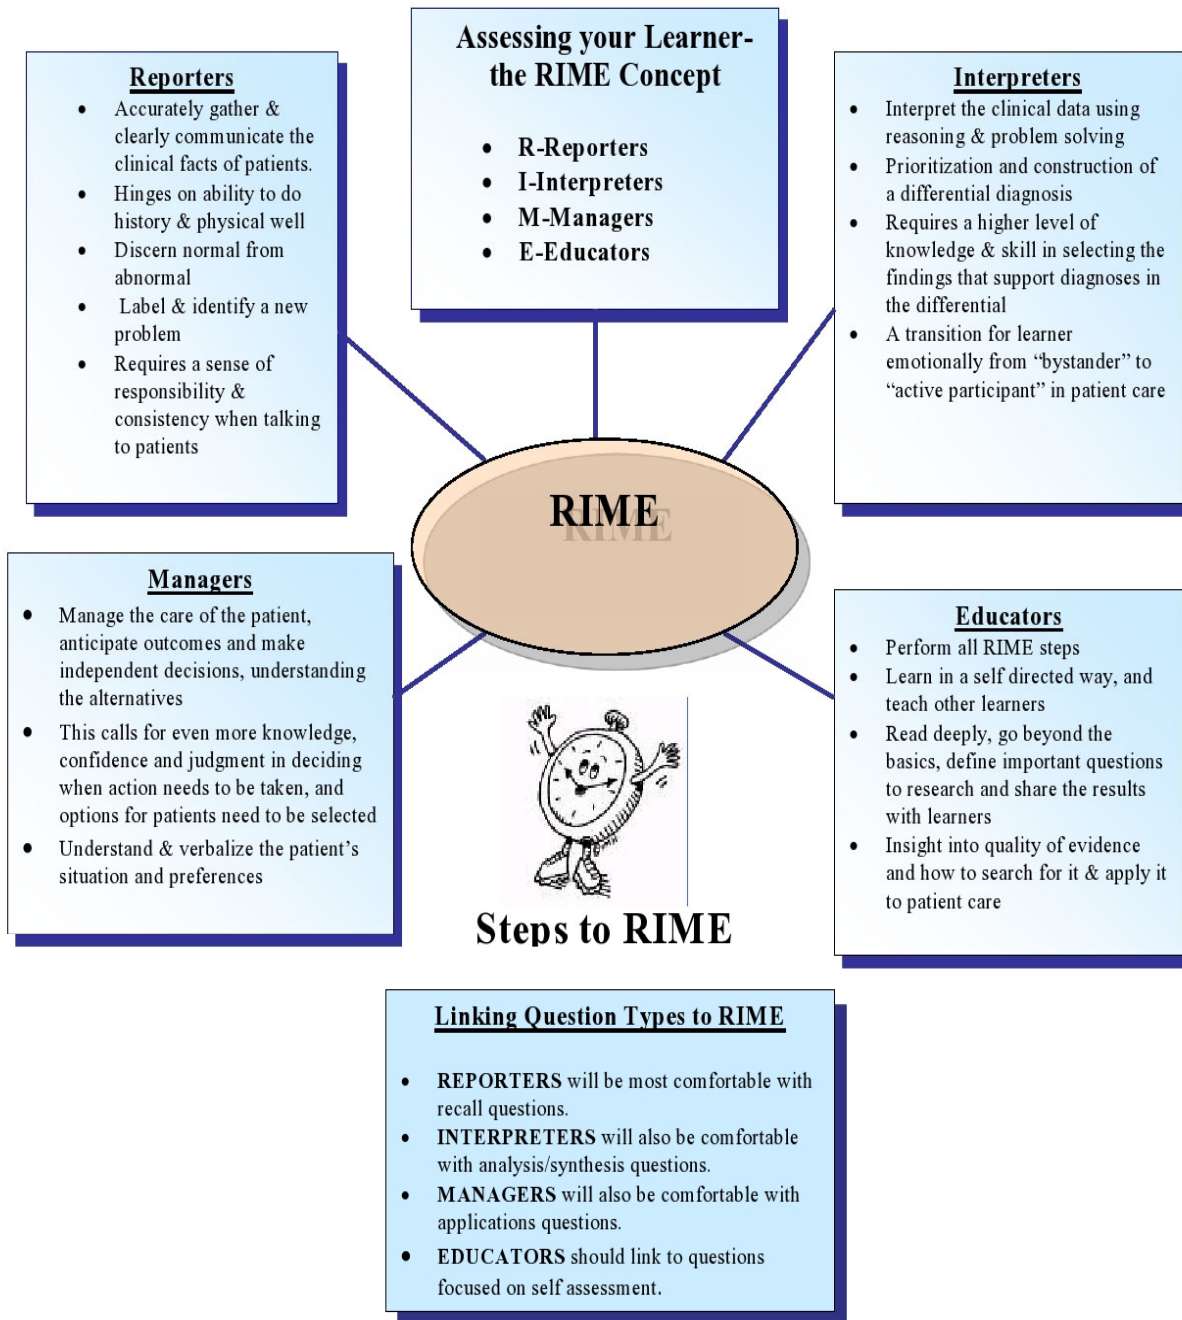 Assessing your Learner-
the RIME Concept
• R-Reporters
• I-Interpreters
• M-Managers
• E-Educators
Reporters
• Accurately gather &
clearly communicate the
clinical facts of patients.
• Hinges on ability to do
history & physical well
• Discern normal from
abnormal
• Label & identify a new
problem
• Requires a sense of
responsibility &
consistency when talking
to patients
Interpreters
• Interpret the clinical data using
reasoning & problem solving
• Prioritization and construction of
a differential diagnosis
• Requires a higher level of
knowledge & skill in selecting the
findings that support diagnoses in
the differential
• A transition for learner
emotionally from “bystander” to
“active participant” in patient care
RIME
Managers
• Manage the care of the patient,
anticipate outcomes and make
independent decisions, understanding
the alternatives
• This calls for even more knowledge,
confidence and judgment in deciding
when action needs to be taken, and
options for patients need to be selected
• Understand & verbalize the patient’s
situation and preferences
Educators
• Perform all RIME steps
• Learn in a self directed way, and
teach other learners
• Read deeply, go beyond the
basics, define important questions
to research and share the results
with learners
• Insight into quality of evidence
and how to search for it & apply it
to patient care
Steps to RIME
Linking Question Types to RIME
• REPORTERS will be most comfortable with
recall questions.
• INTERPRETERS will also be comfortable
with analysis/synthesis questions.
• MANAGERS will also be comfortable with
applications questions.
• EDUCATORS should link to questions
focused on self assessment.